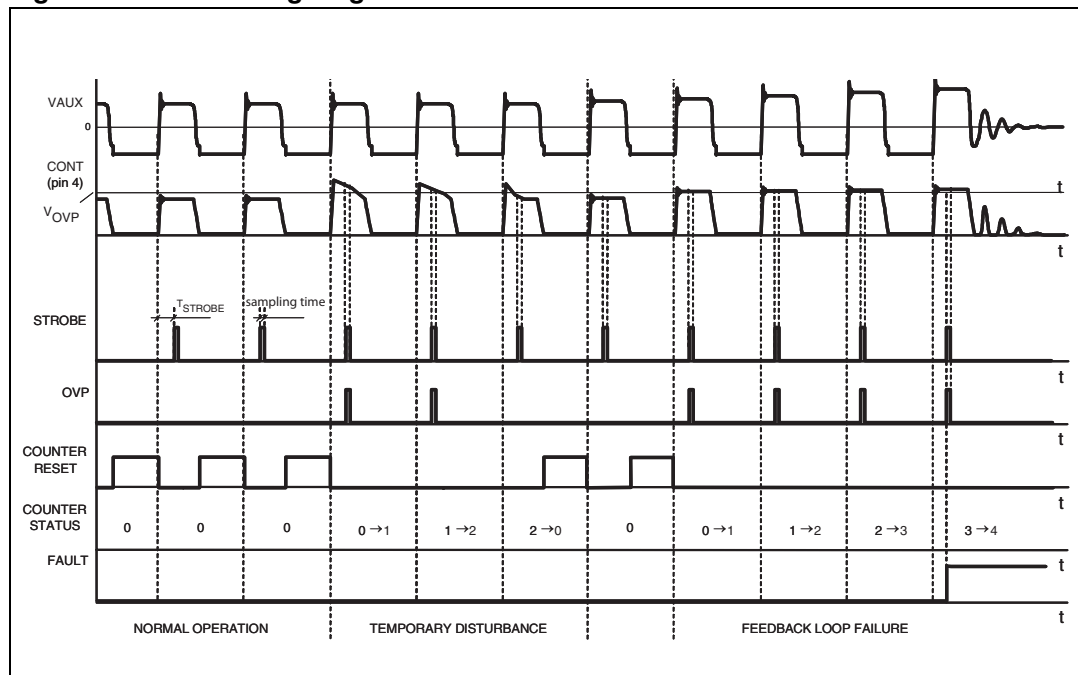 VAUX
0
CONT
(pin 4)
t
VOVP
t
TSTROBE
sampling time
STROBE
t
OVP
t
COUNTER
RESET
t
COUNTER
STATUS
0 0 0 0→1 1→2 2→0 0 0→1 1→2 2→3 3→4
FAULT
t
t
NORMAL OPERATION TEMPORARY DISTURBANCE FEEDBACK LOOP FAILURE